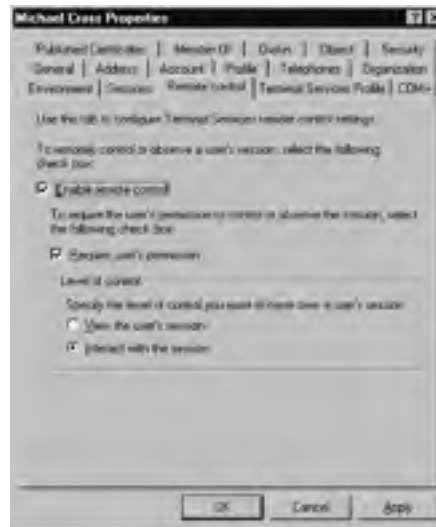 Michael Cross Properties
Published Certificates | Member Of | Dial-in | Object | Security
General | Address | Account | Profile | Telephones | Organization
Environment | Sessions | Remote control | Terminal Services Profile | COM+
Use this tab to configure Terminal Services remote control settings.
To remotely control or observe a user's session, select the following
check box:
Enable remote control
To require the user's permission to control or observe the session, select
the following check box:
Require user's permission
Level of control
Specify the level of control you want to have over a user's session
View the user's session
Interact with the session
OK
Cancel
Apply